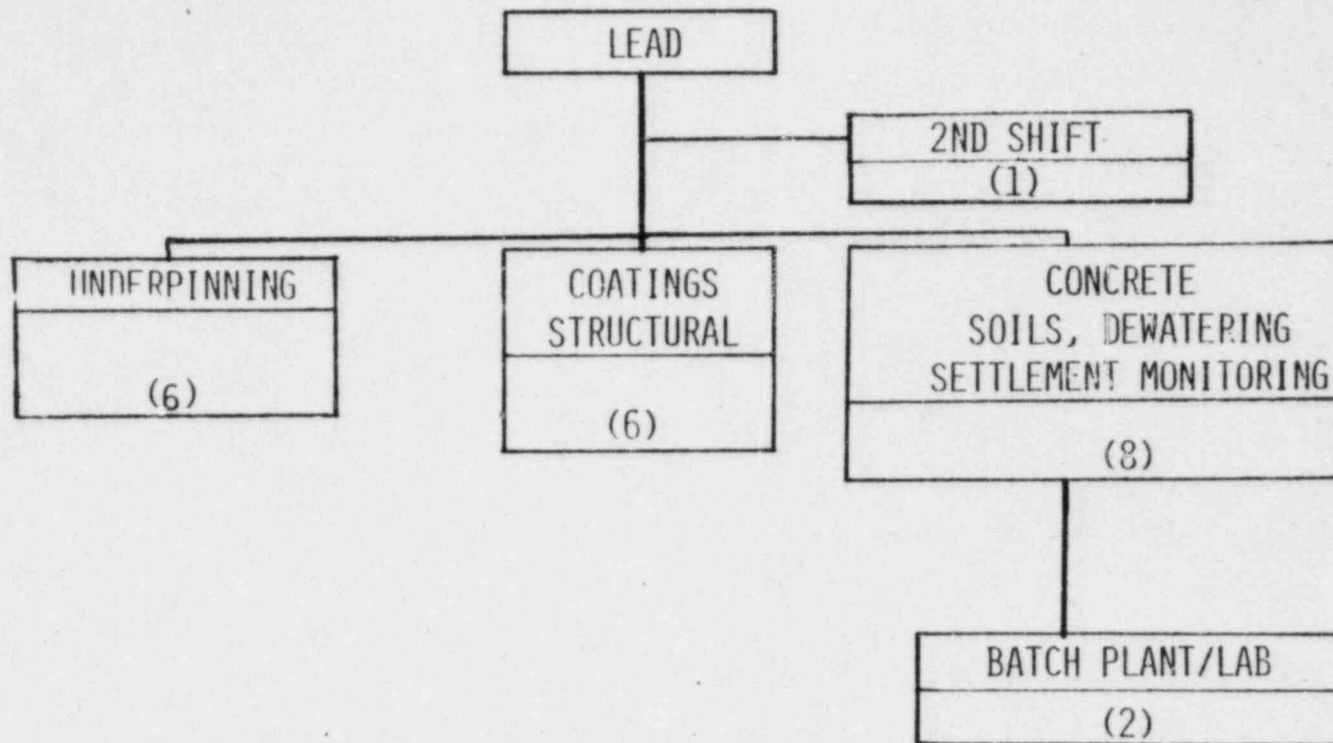 LEAD
2ND SHIFT
(1)
UNDERPINNING
(6)
COATINGS
STRUCTURAL
(6)
CONCRETE
SOILS, DEWATERING
SETTLEMENT MONITORING
(8)
BATCH PLANT/LAB
(2)